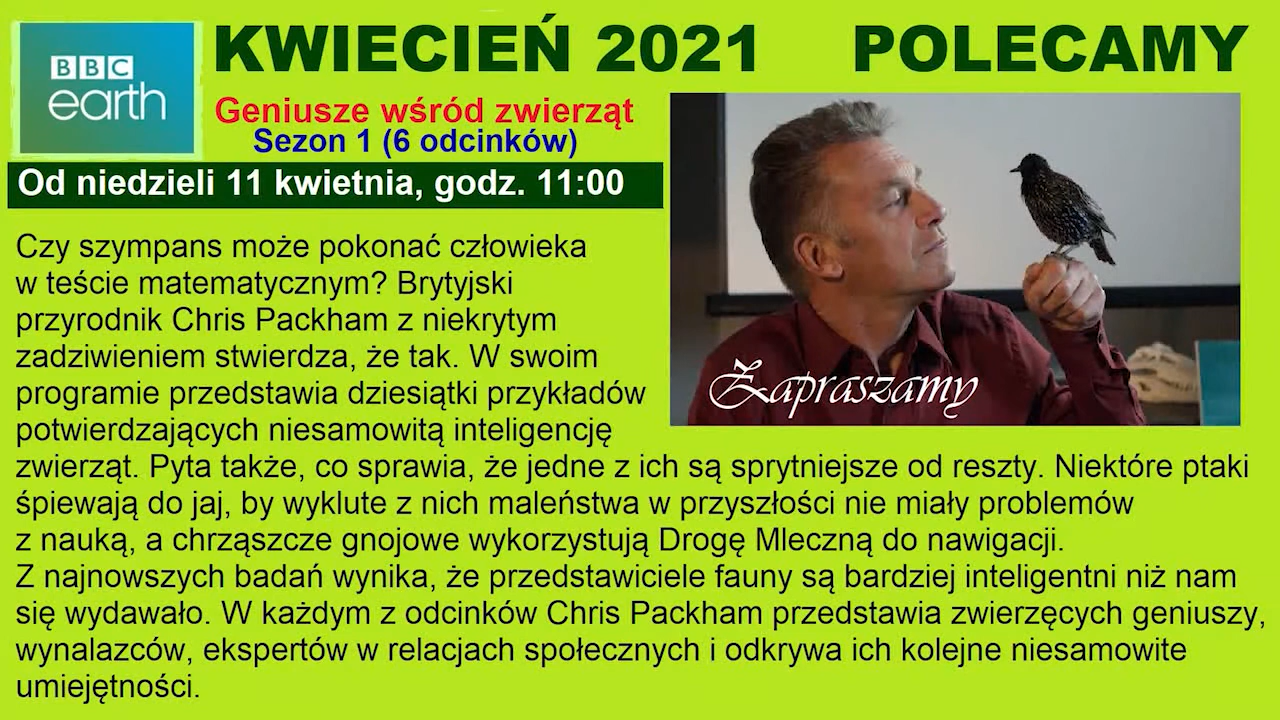 BBC
earth
KWIECIEŃ 2021 POLECAMY
Geniusze wśród zwierząt
Sezon 1 (6 odcinków)
Od niedzieli 11 kwietnia, godz. 11:00
Zapraszamy
Czy szympans może pokonać człowieka
w teście matematycznym? Brytyjski
przyrodnik Chris Packham z niekrytym
zadziwieniem stwierdza, że tak. W swoim
programie przedstawia dziesiątki przykładów
potwierdzających niesamowitą inteligencję
zwierząt. Pyta także, co sprawia, że jedne z ich są sprytniejsze od reszty. Niektóre ptaki
śpiewają do jaj, by wyklute z nich maleństwa w przyszłości nie miały problemów
z nauką, a chrząszcze gnojowe wykorzystują Drogę Mleczną do nawigacji.
Z najnowszych badań wynika, że przedstawiciele fauny są bardziej inteligentni niż nam
się wydawało. W każdym z odcinków Chris Packham przedstawia zwierzęcych geniuszy,
wynalazców, ekspertów w relacjach społecznych i odkrywa ich kolejne niesamowite
umiejętności.